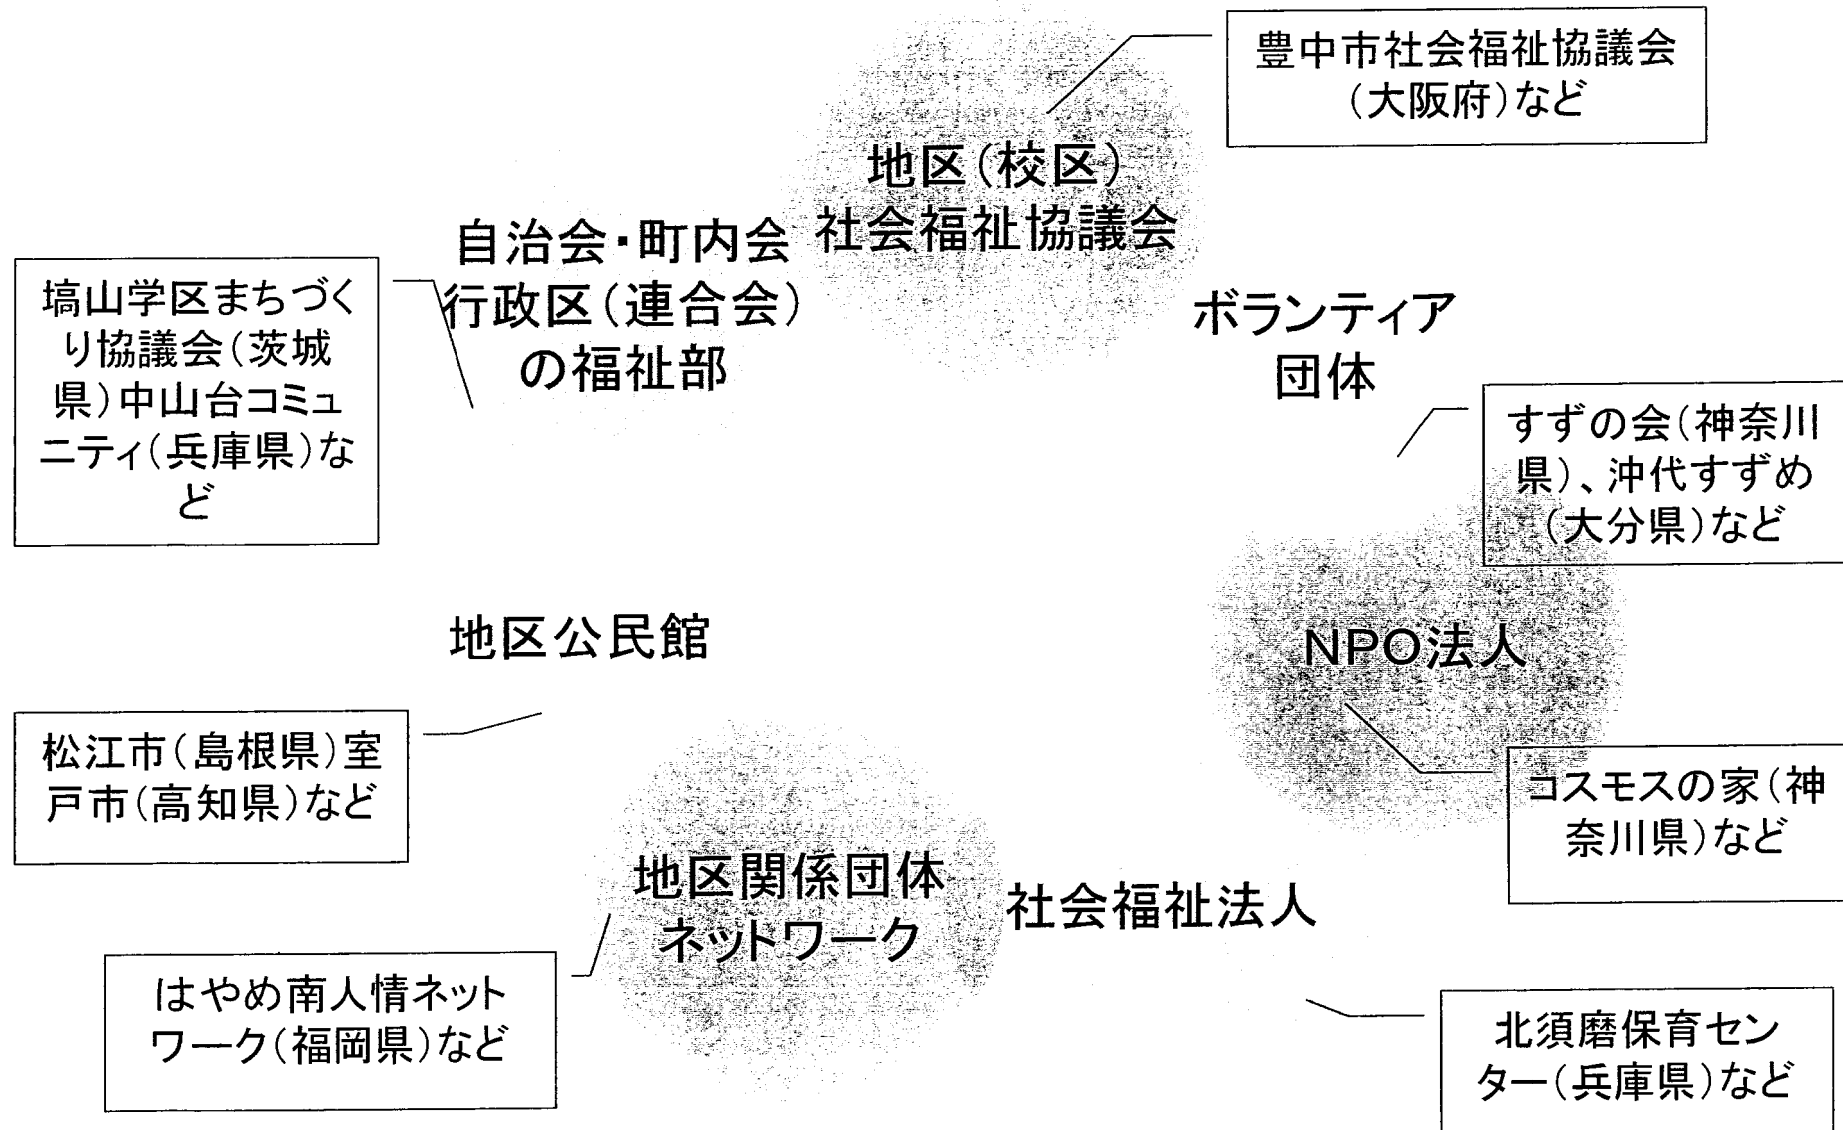 豊中市社会福祉協議会
(大阪府)など
地区(校区)
社会福祉協議会
自治会・町内会
行政区(連合会)
の福祉部
塙山学区まちづく
り協議会(茨城
県)中山台コミュ
ニティ(兵庫県)な
ど
ボランティア
団体
すずの会(神奈川
県)、沖代すずめ
(大分県)など
地区公民館
NPO法人
松江市(島根県)室
戸市(高知県)など
コスモスの家(神
奈川県)など
地区関係団体
ネットワーク
社会福祉法人
はやめ南人情ネット
ワーク(福岡県)など
北須磨保育セン
ター(兵庫県)など